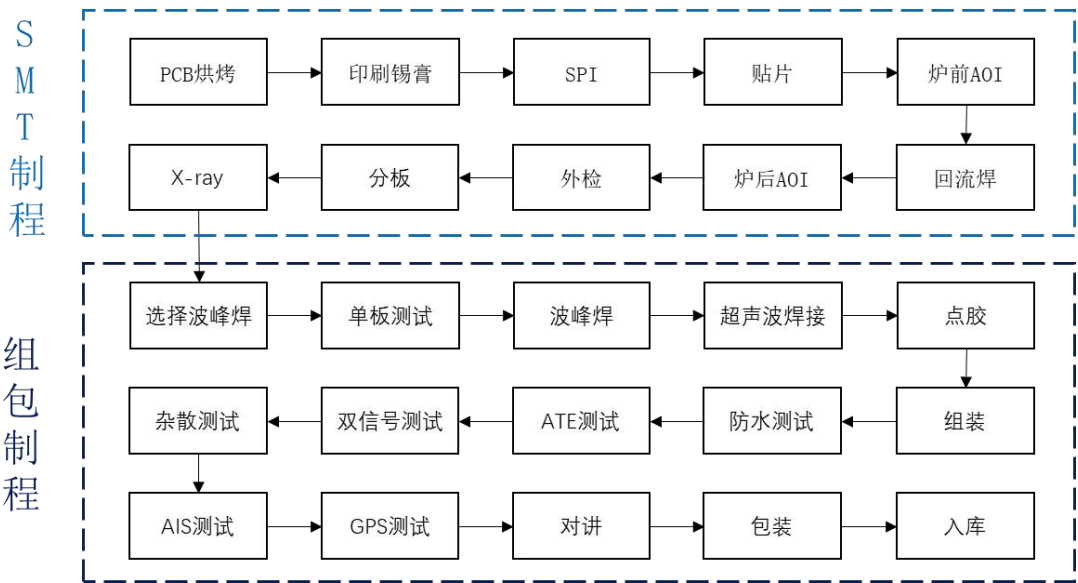 SMT制程
PCB烘烤
印刷锡膏
SPI
贴片
炉前AOI
X-ray
分板
外检
炉后AOI
回流焊
组包制程
选择波峰焊
单板测试
波峰焊
超声波焊接
点胶
杂散测试
双信号测试
ATE测试
防水测试
组装
AIS测试
GPS测试
对讲
包装
入库